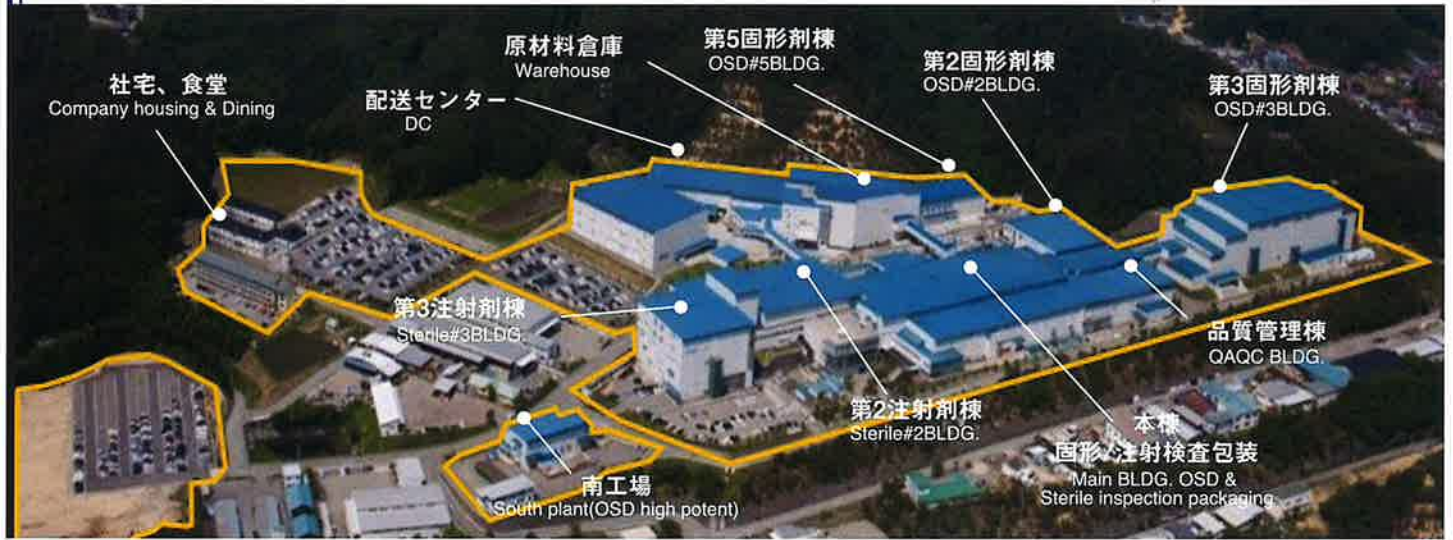 社宅、食堂
Company housing & Dining
配送センター
DC
原材料倉庫
Warehouse
第5固形剤棟
OSD#5BLDG.
第2固形剤棟
OSD#2BLDG.
第3固形剤棟
OSD#3BLDG.
第3注射剤棟
Sterile#3BLDG.
南工場
South plant(OSD high potent)
第2注射剤棟
Sterile#2BLDG.
本棟
固形/注射検査包装
Main BLDG. OSD &
Sterile inspection packaging
品質管理棟
QAQC BLDG.